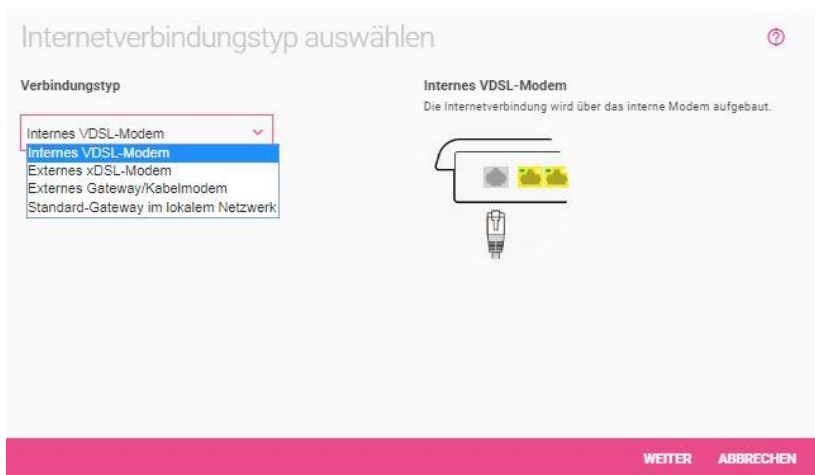 Internetverbindungstyp auswählen
Verbindungstyp
Internes VDSL-Modem
Internes VDSL-Modem
Externes xDSL-Modem
Externes Gateway/Kabelmodem
Standard-Gateway im lokalem Netzwerk
Internes VDSL-Modem
Die Internetverbindung wird über das interne Modem aufgebaut.
WEITER ABBRECHEN